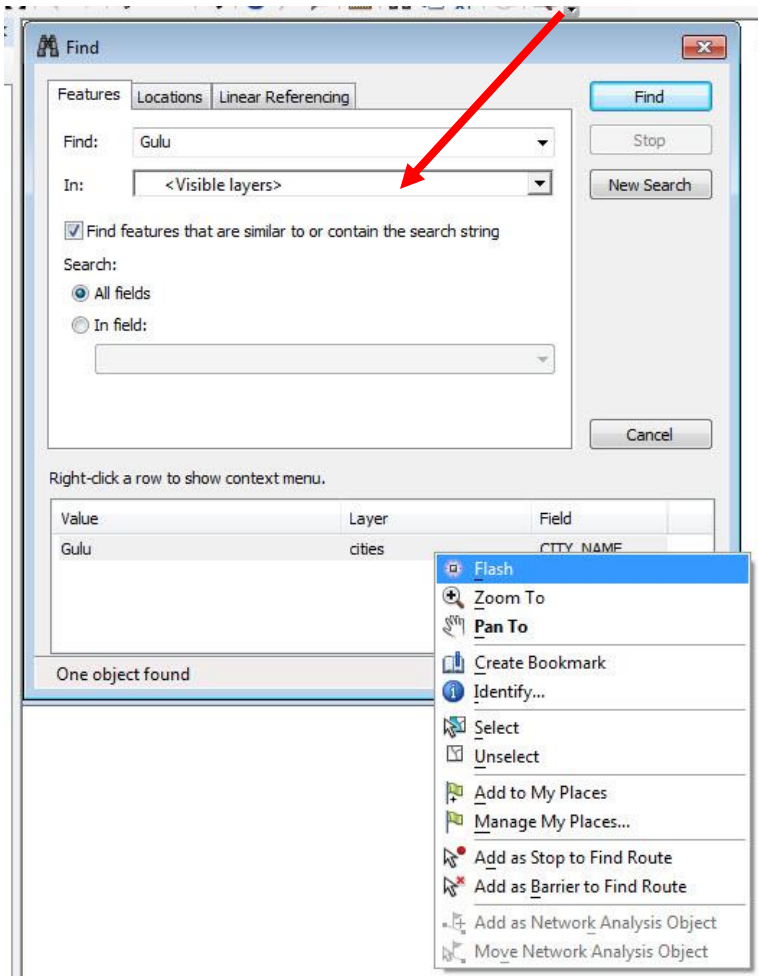 Find
Features Locations Linear Referencing
Find
Find: Gulu
Stop
In: <Visible layers>
New Search
Find features that are similar to or contain the search string
Search:
All fields
In field:
Cancel
Right-click a row to show context menu.
Value Layer Field
Gulu cities CITY_NAME
Flash
Zoom To
Pan To
Create Bookmark
One object found
Identify...
Select
Unselect
Add to My Places
Manage My Places...
Add as Stop to Find Route
Add as Barrier to Find Route
Add as Network Analysis Object
Move Network Analysis Object